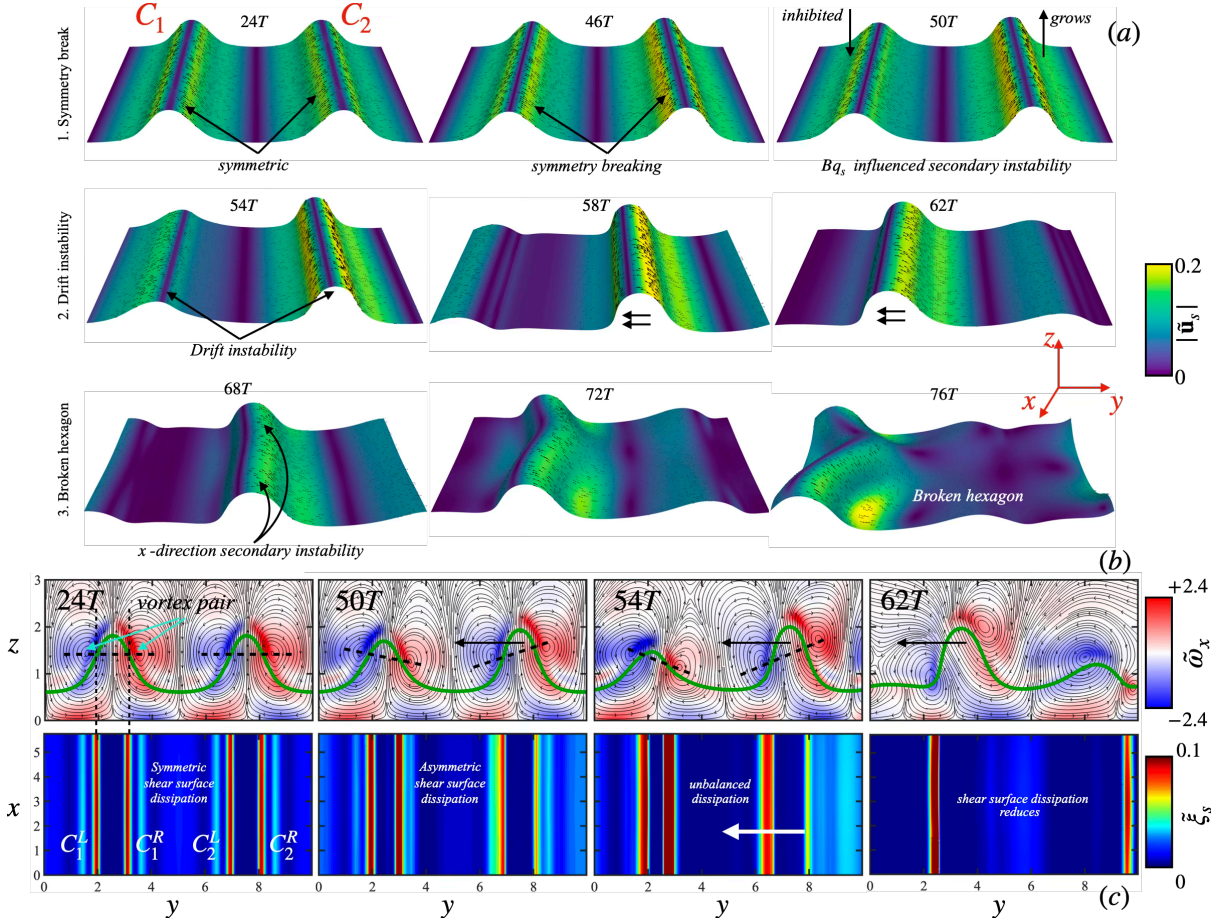 C₁ 24T C₂
46T
inhibited 50T grows
(a)
1. Symmetry break
symmetric
symmetry breaking
Bqₛ influenced secondary instability
54T
58T
62T
2. Drift instability
Drift instability
0.2
|ũₛ|
0
z
x
y
68T
72T
76T
3. Broken hexagon
x -direction secondary instability
Broken hexagon
(b)
3
2
z
1
0
24T vortex pair
50T
54T
62T
+2.4
ω̃ₓ
−2.4
5
4
3
x
2
1
0
Symmetric
shear surface
dissipation
C₁ᴸ C₁ᴿ C₂ᴸ C₂ᴿ
Asymmetric
shear surface
dissipation
unbalanced
dissipation
shear surface dissipation
reduces
0.1
ξ̃ₛ
0
0 2 4 6 8
0 2 4 6 8
0 2 4 6 8
0 2 4 6 8
y
y
y
y
(c)